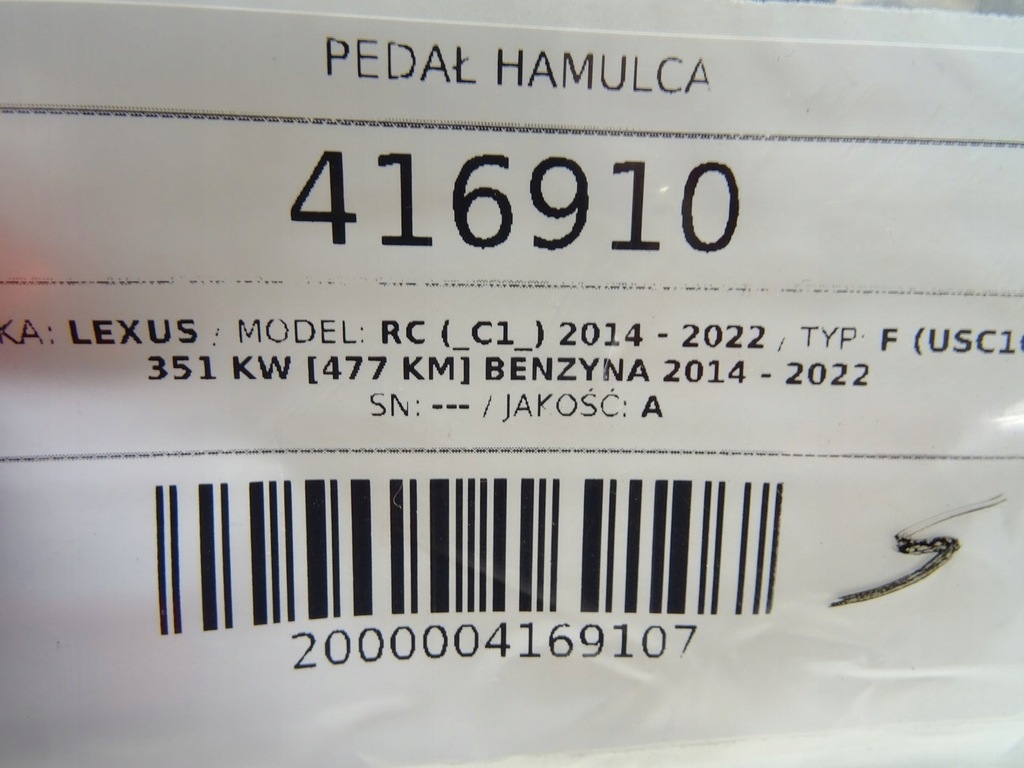 PEDAŁ HAMULCA
416910
KA: LEXUS / MODEL: RC (_C1_) 2014 - 2022 / TYP: F (USC10
351 KW [477 KM] BENZYNA 2014 - 2022
SN: --- / JAKOŚĆ: A
2000004169107